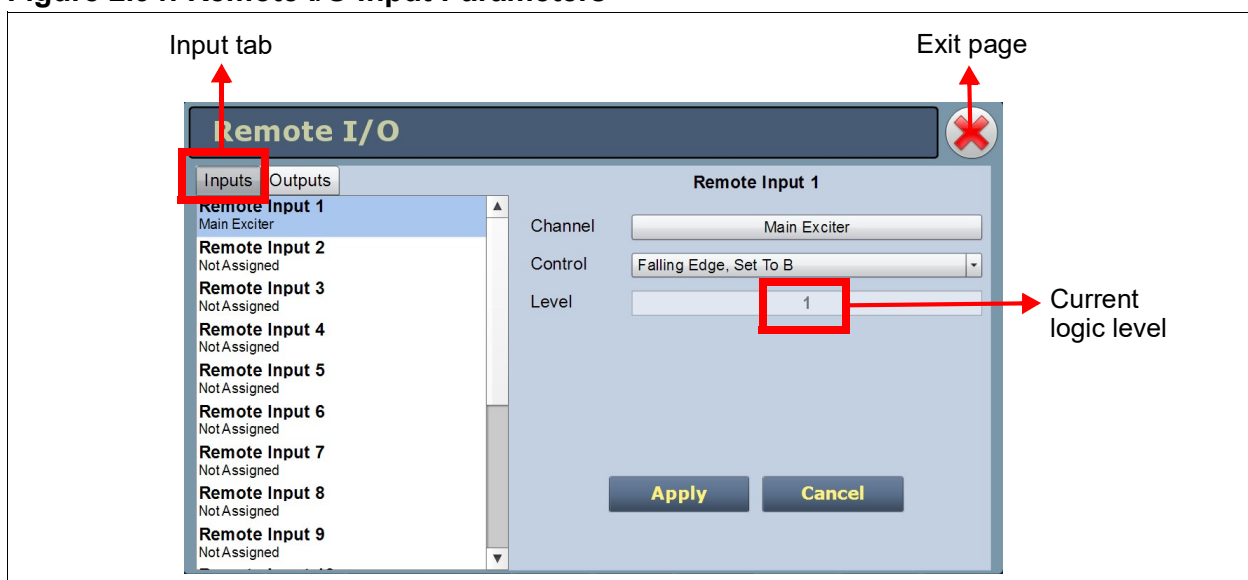 Input tab
Exit page
Remote I/O
Inputs Outputs
Remote Input 1
Main Exciter
Remote Input 2
Not Assigned
Remote Input 3
Not Assigned
Remote Input 4
Not Assigned
Remote Input 5
Not Assigned
Remote Input 6
Not Assigned
Remote Input 7
Not Assigned
Remote Input 8
Not Assigned
Remote Input 9
Not Assigned
Remote Input 1
Channel Main Exciter
Control Falling Edge, Set To B
Level 1
Apply Cancel
Current
logic level